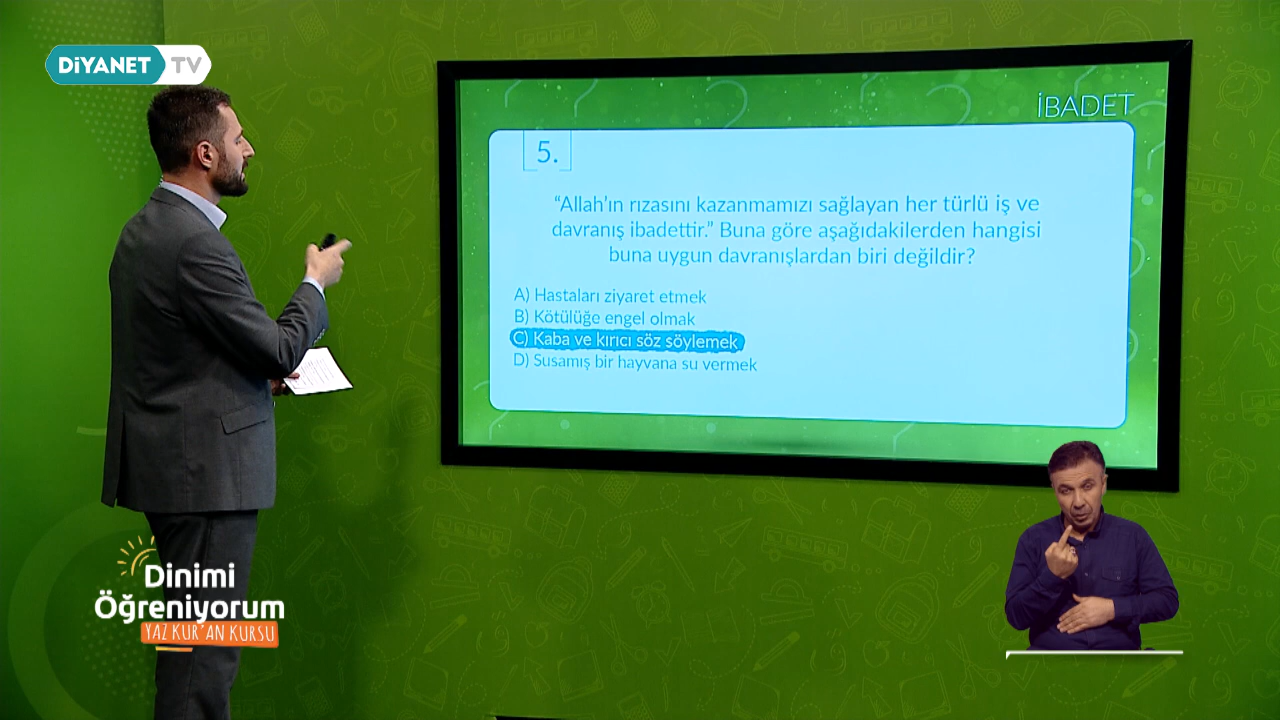 DiYANET TV
İBADET
5.
“Allah’ın rızasını kazanmamızı sağlayan her türlü iş ve
davranış ibadettir.” Buna göre aşağıdakilerden hangisi
buna uygun davranışlardan biri değildir?
A) Hastaları ziyaret etmek
B) Kötülüğe engel olmak
C) Kaba ve kırıcı söz söylemek
D) Susamış bir hayvana su vermek
Dinimi
Öğreniyorum
YAZ KUR’AN KURSU